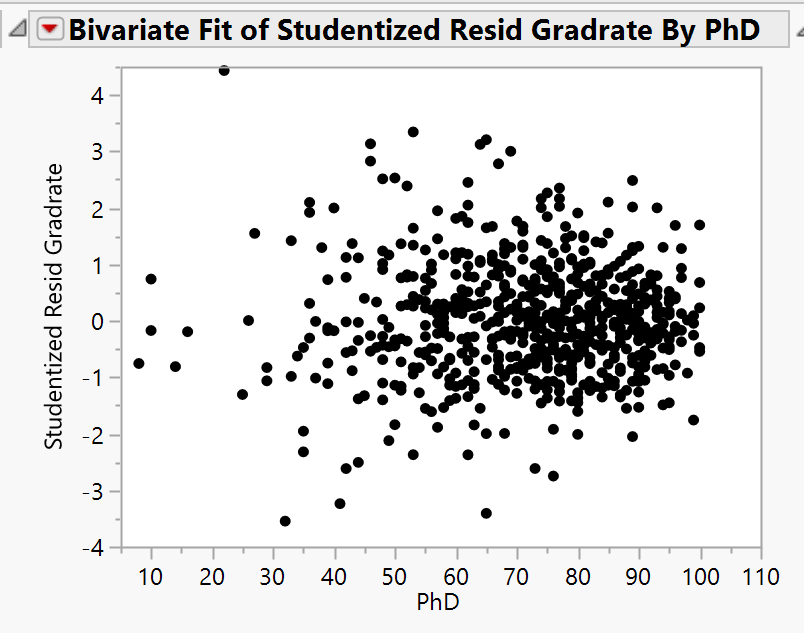 Bivariate Fit of Studentized Resid Gradrate By PhD
4
3
2
1
0
-1
-2
-3
-4
Studentized Resid Gradrate
10 20 30 40 50 60 70 80 90 100 110
PhD